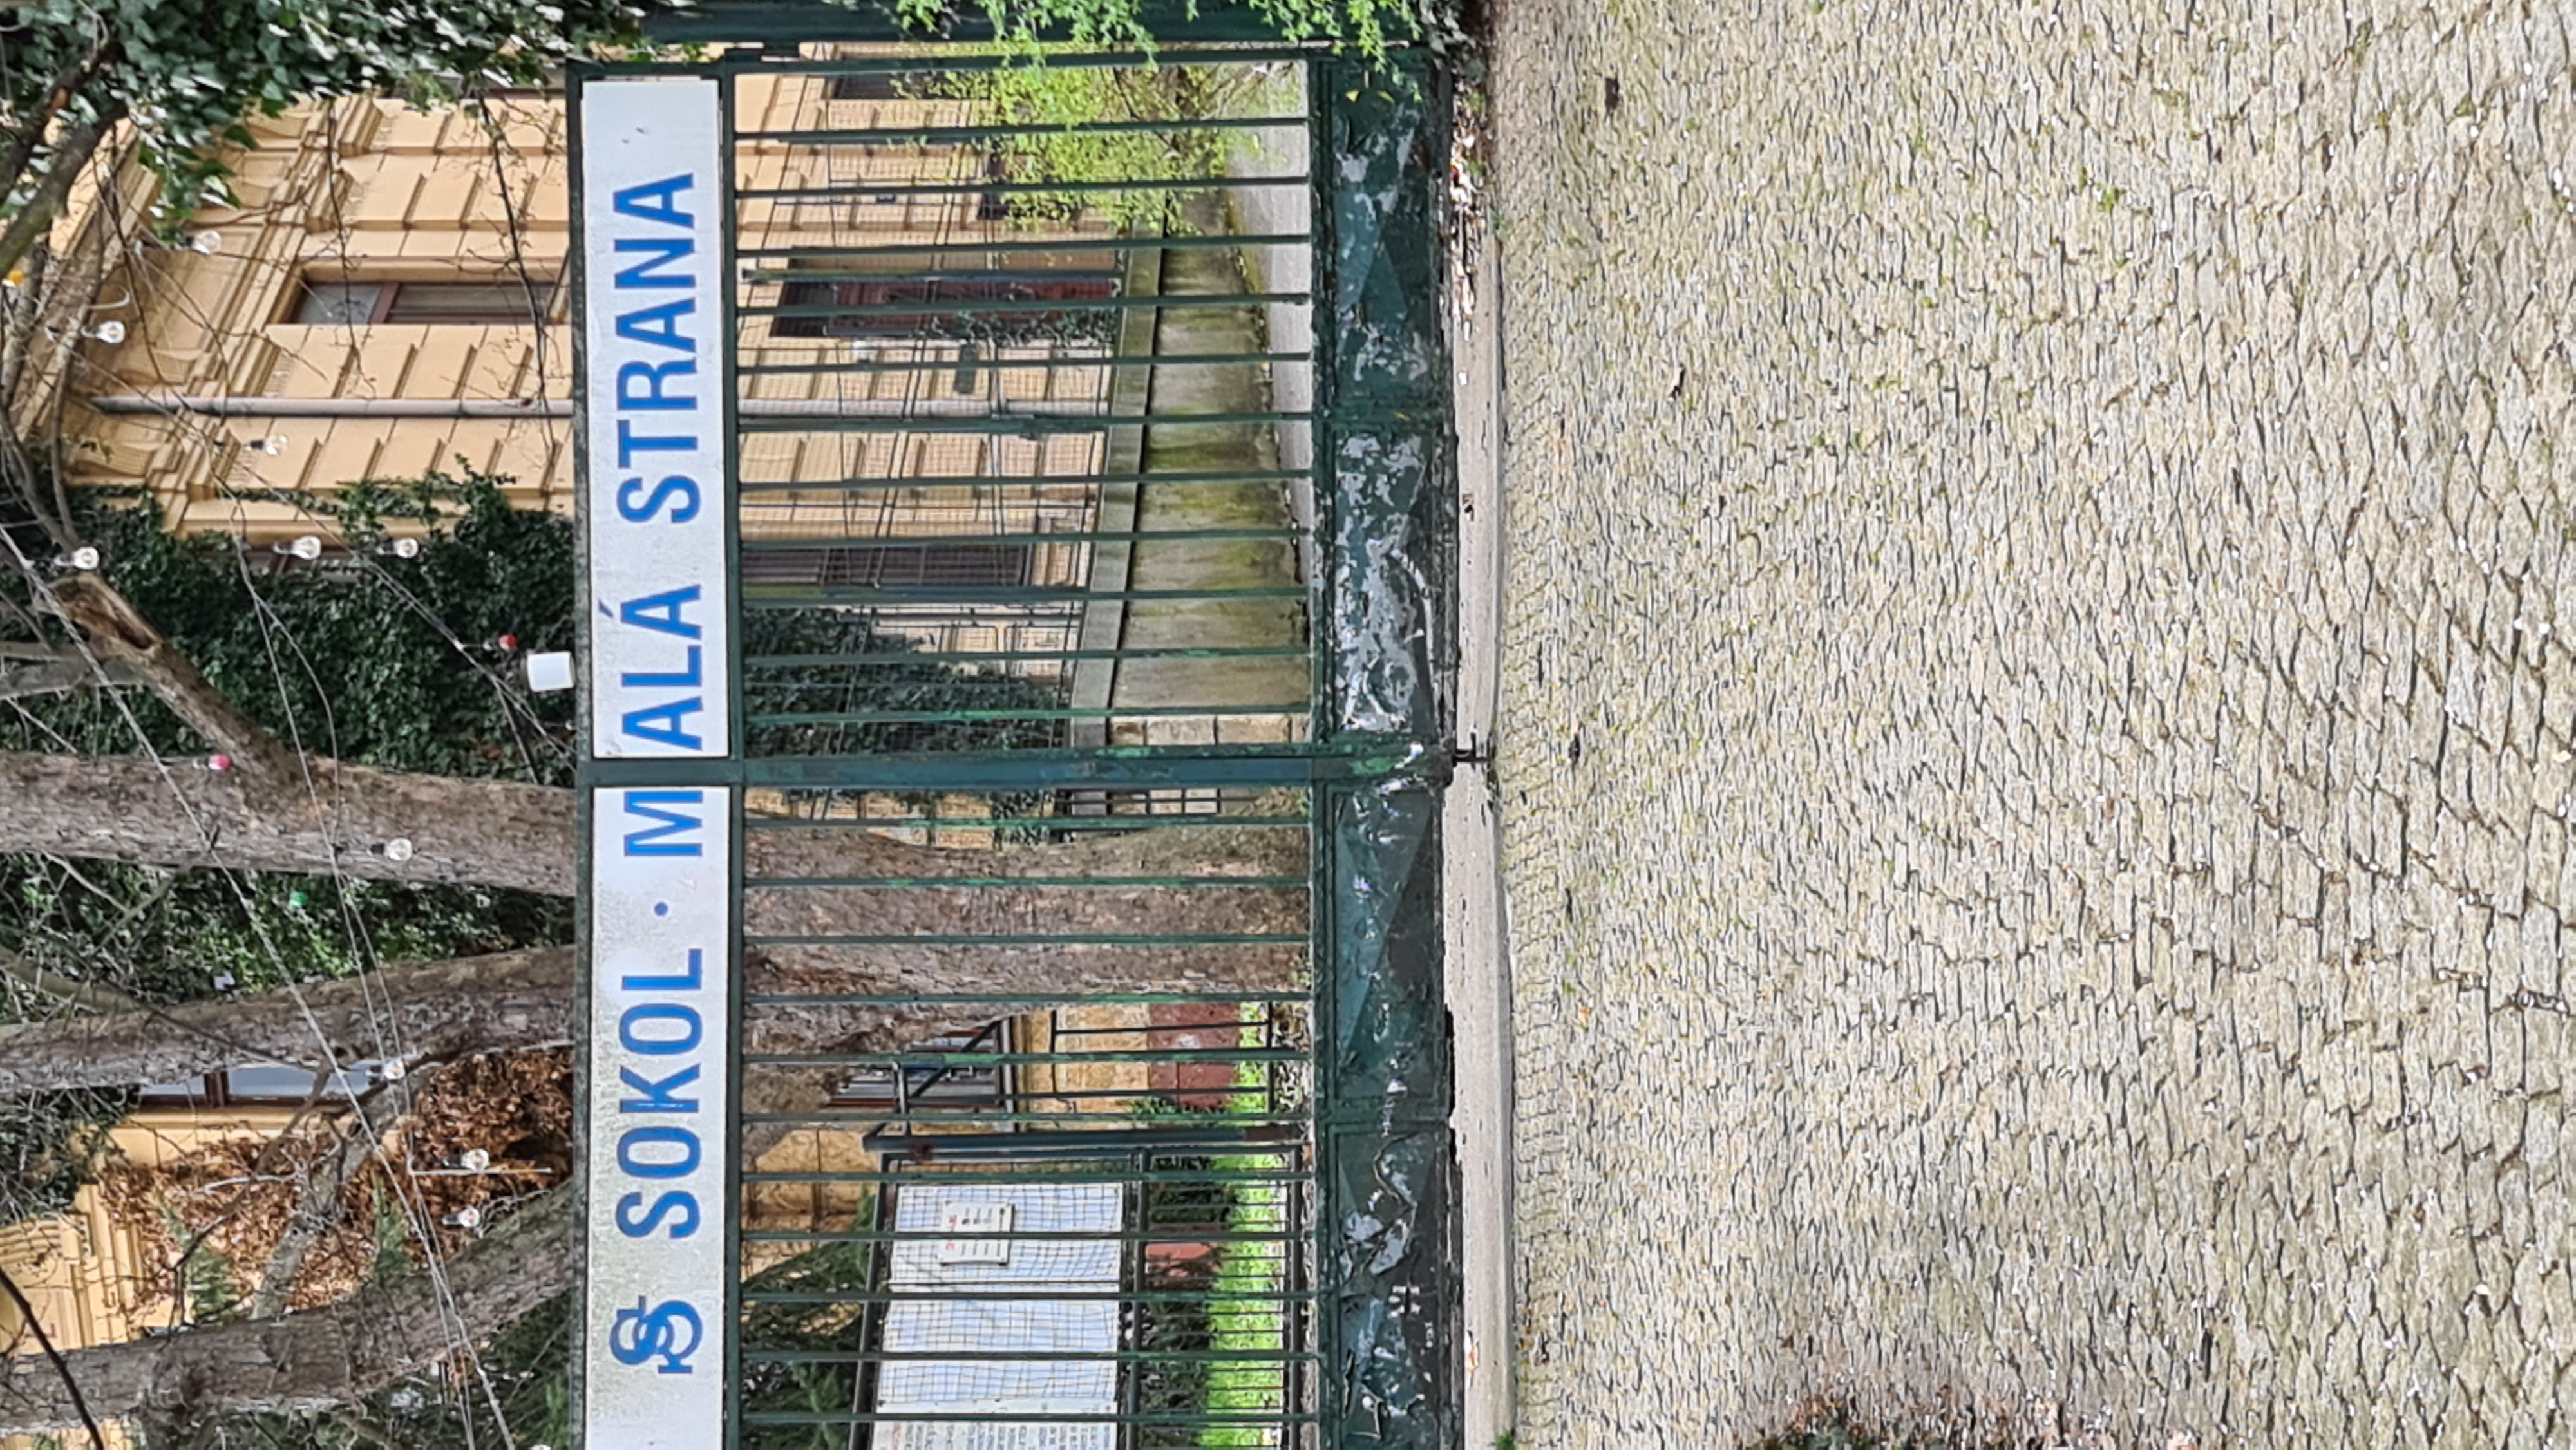 SOKOL · MALÁ STRANA